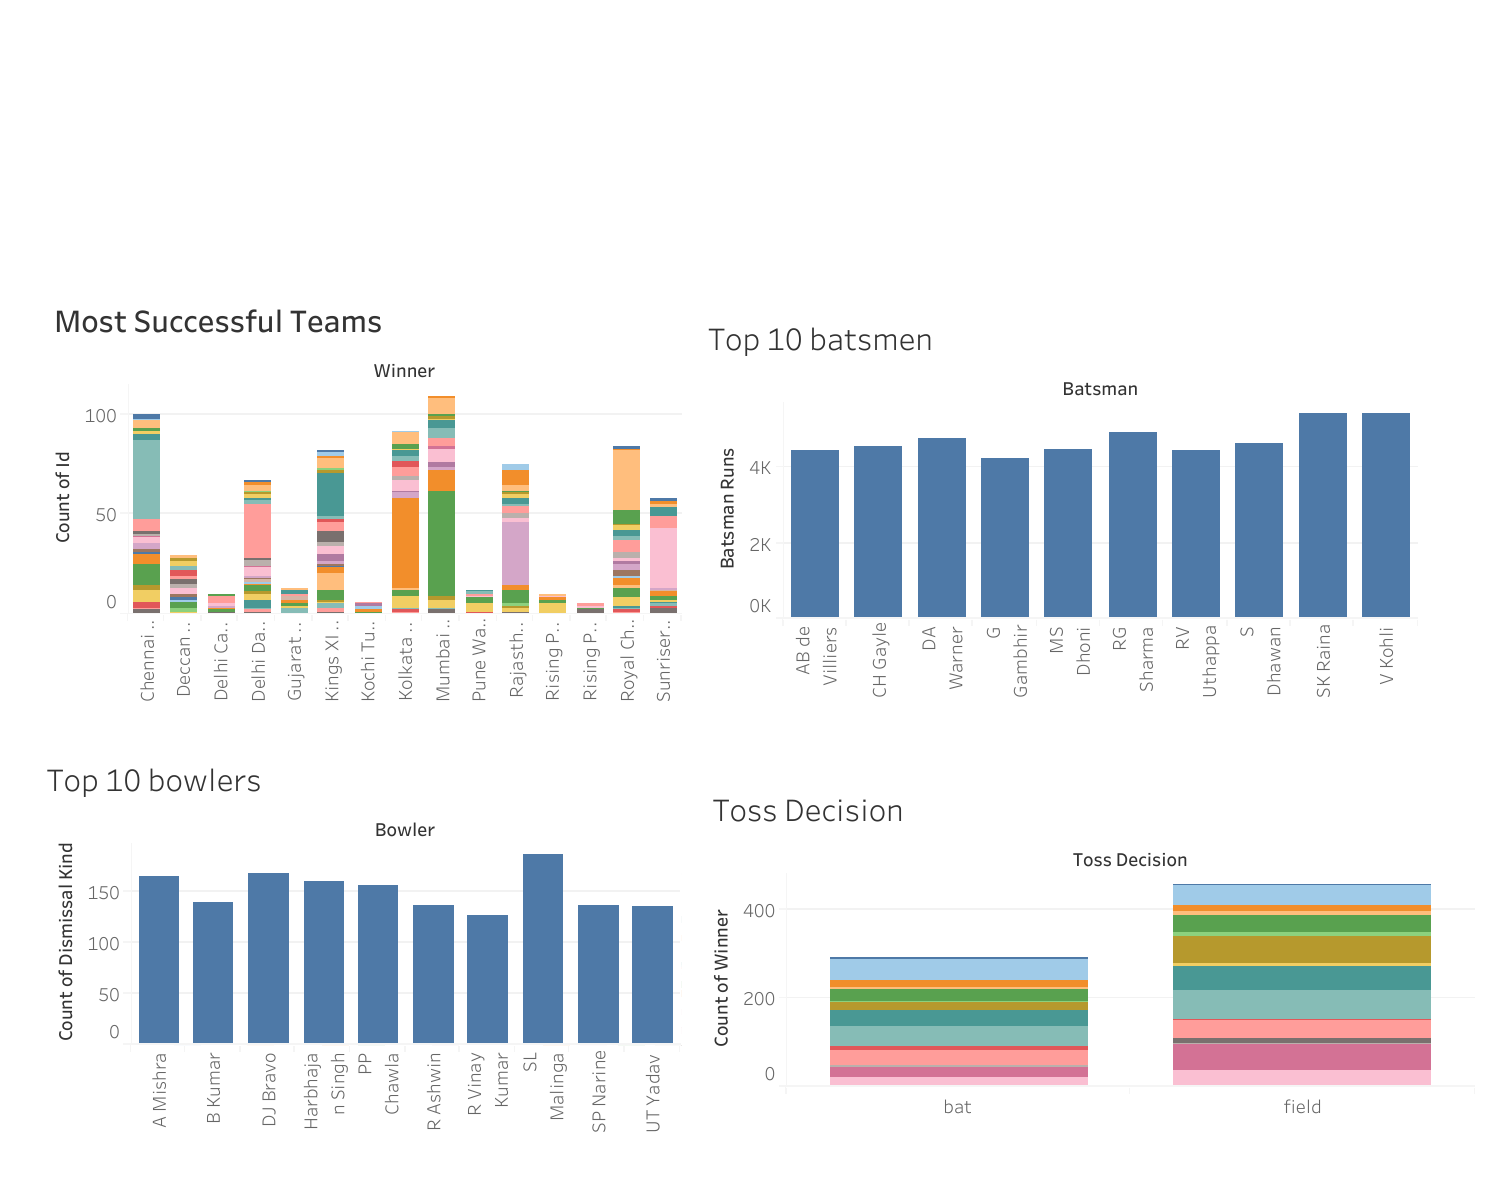 Most Successful Teams
Winner
Count of Id
100
50
0
Chennai ..
Deccan ..
Delhi Ca..
Delhi Da..
Gujarat ..
Kings XI ..
Kochi Tu..
Kolkata ..
Mumbai ..
Pune Wa..
Rajasth..
Rising P..
Rising P..
Royal Ch..
Sunriser..
Top 10 batsmen
Batsman
Batsman Runs
4K
2K
0K
AB de
Villiers
CH Gayle
DA
Warner
G
Gambhir
MS
Dhoni
RG
Sharma
RV
Uthappa
S
Dhawan
SK Raina
V Kohli
Top 10 bowlers
Bowler
Count of Dismissal Kind
150
100
50
0
A Mishra
B Kumar
DJ Bravo
Harbhaja
n Singh
PP
Chawla
R Ashwin
R Vinay
Kumar
SL
Malinga
SP Narine
UT Yadav
Toss Decision
Toss Decision
Count of Winner
400
200
0
bat
field